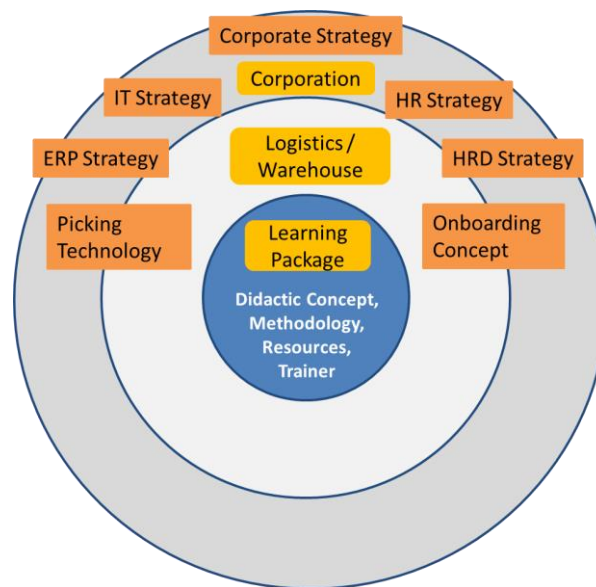 Corporate Strategy
Corporation
IT Strategy
HR Strategy
Logistics /
Warehouse
ERP Strategy
HRD Strategy
Picking
Technology
Onboarding
Concept
Learning
Package
Didactic Concept,
Methodology,
Resources,
Trainer